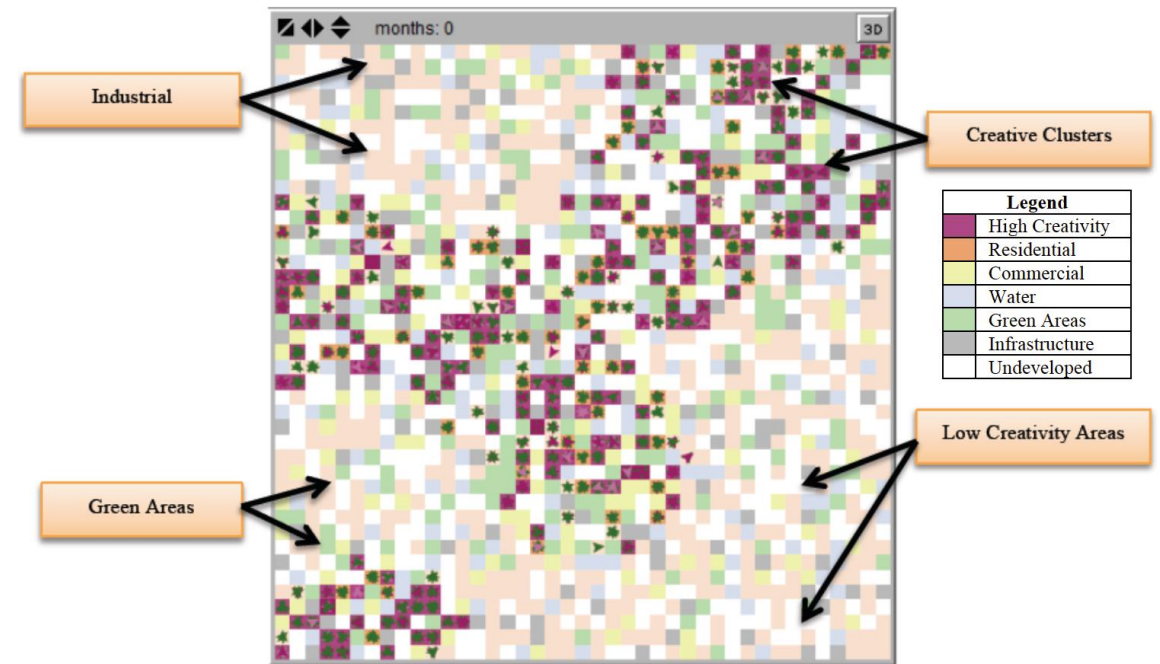 months: 0
3D
Industrial
Creative Clusters
Legend
High Creativity
Residential
Commercial
Water
Green Areas
Infrastructure
Undeveloped
Low Creativity Areas
Green Areas